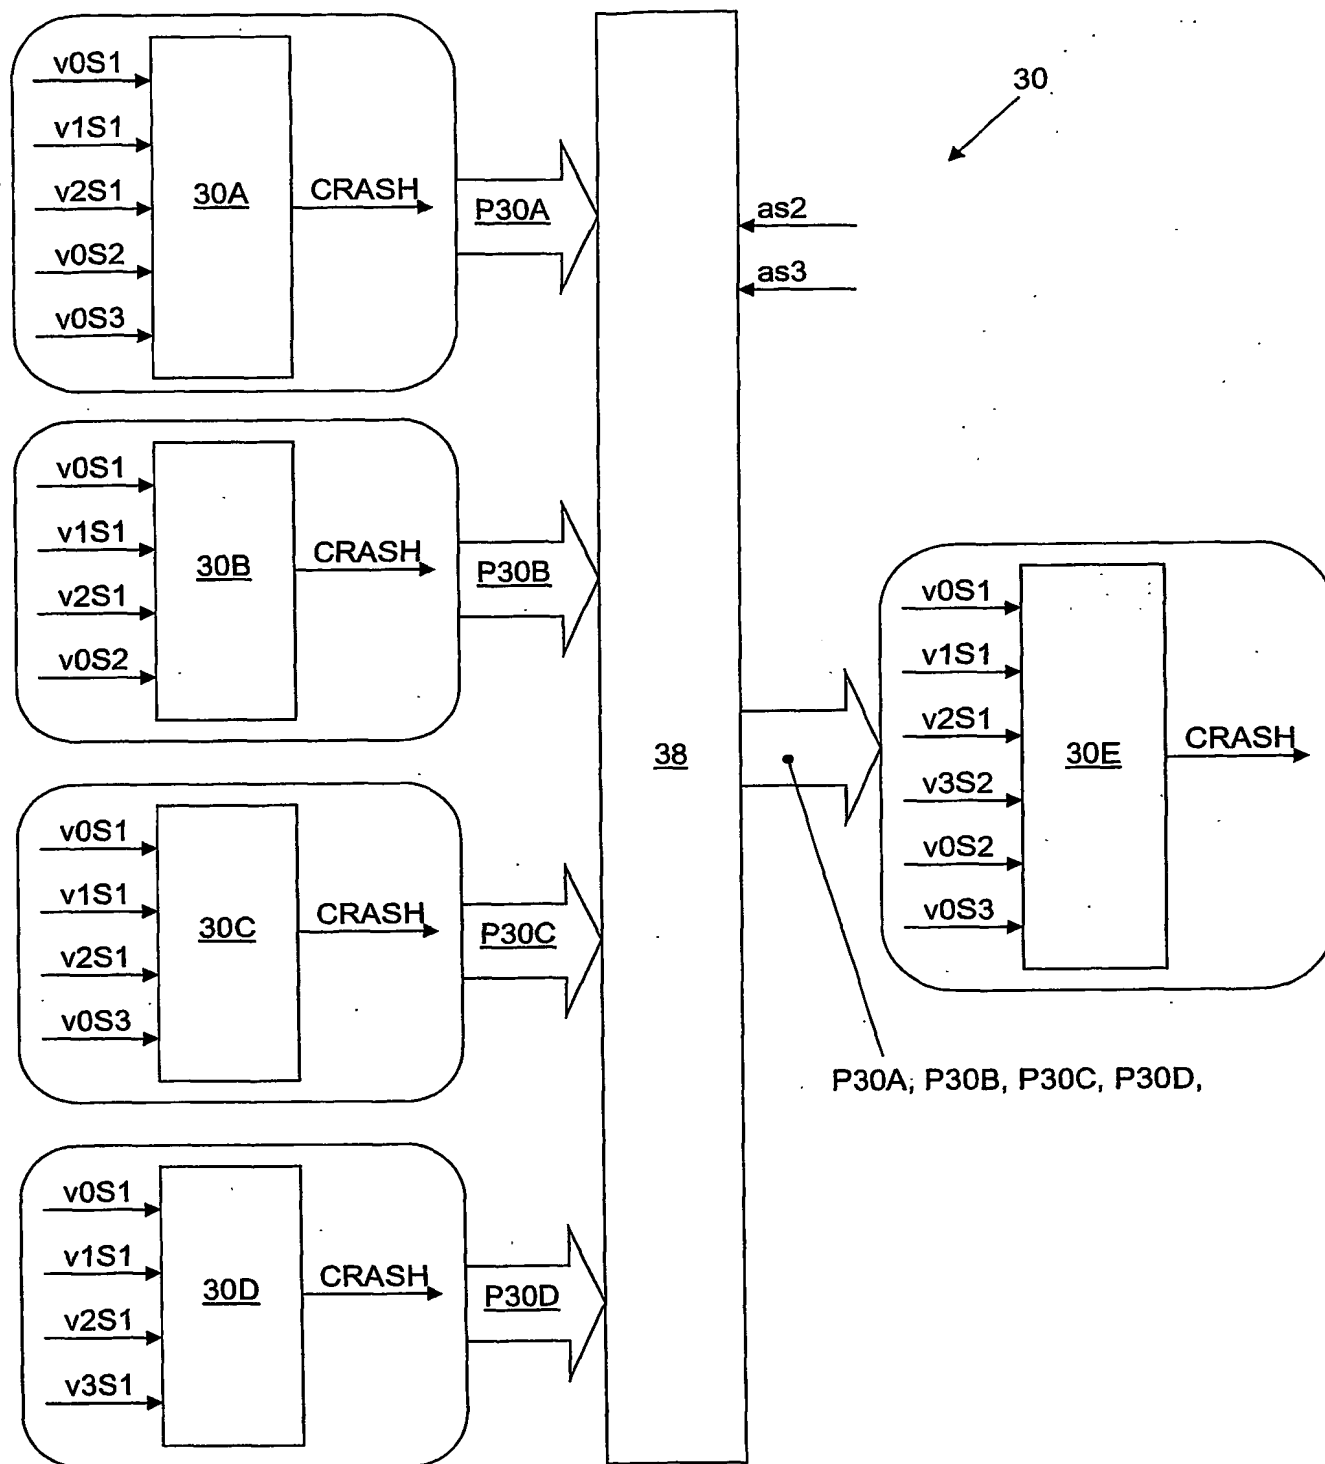 v0S1
v1S1
v2S1
v0S2
v0S3
30A
CRASH
P30A
v0S1
v1S1
v2S1
v0S2
30B
CRASH
P30B
v0S1
v1S1
v2S1
v0S3
30C
CRASH
P30C
v0S1
v1S1
v2S1
v3S1
30D
CRASH
P30D
38
30
as2
as3
v0S1
v1S1
v2S1
v3S2
v0S2
v0S3
30E
CRASH
P30A; P30B, P30C, P30D,